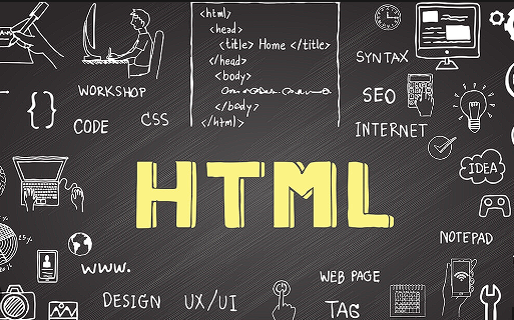 <html>
<head>
<title> Home </title>
</head>
<body>
</body>
</html>
SYNTAX
WORKSHOP
SEO
{ }
CODE
CSS
INTERNET
HTML
IDEA
NOTEPAD
www.
WEB PAGE
DESIGN
UX/UI
TAG